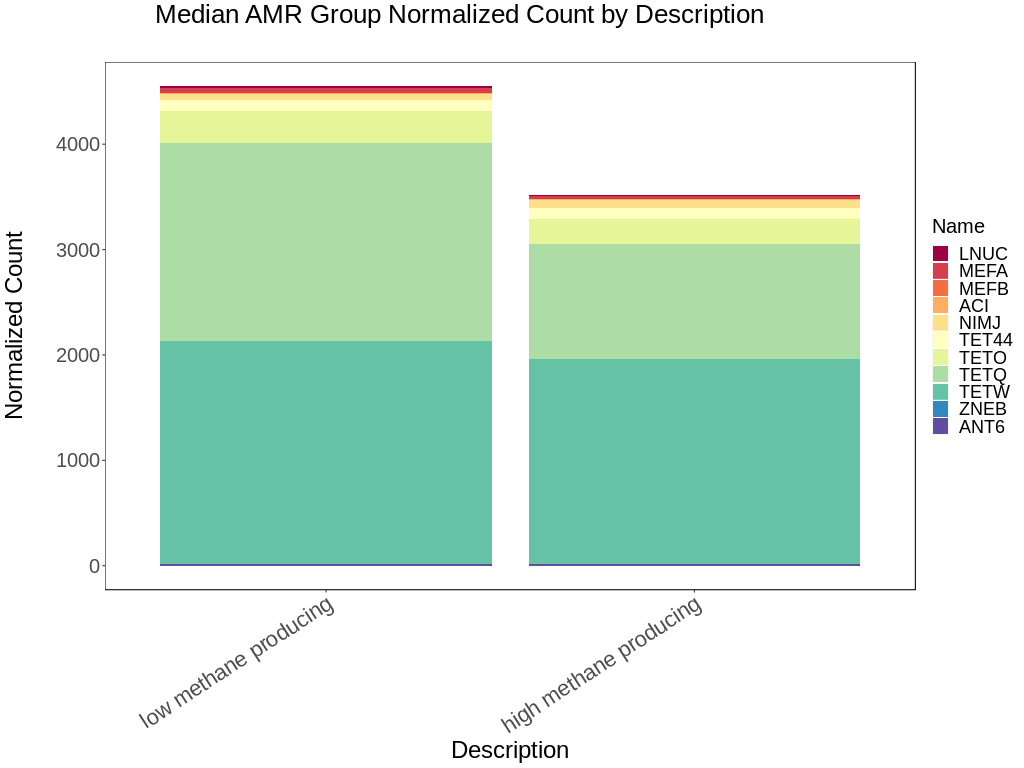 Median AMR Group Normalized Count by Description
Normalized Count
4000
3000
2000
1000
0
low methane producing
high methane producing
Description
Name
LNUC
MEFA
MEFB
ACI
NIMJ
TET44
TETO
TETQ
TETW
ZNEB
ANT6